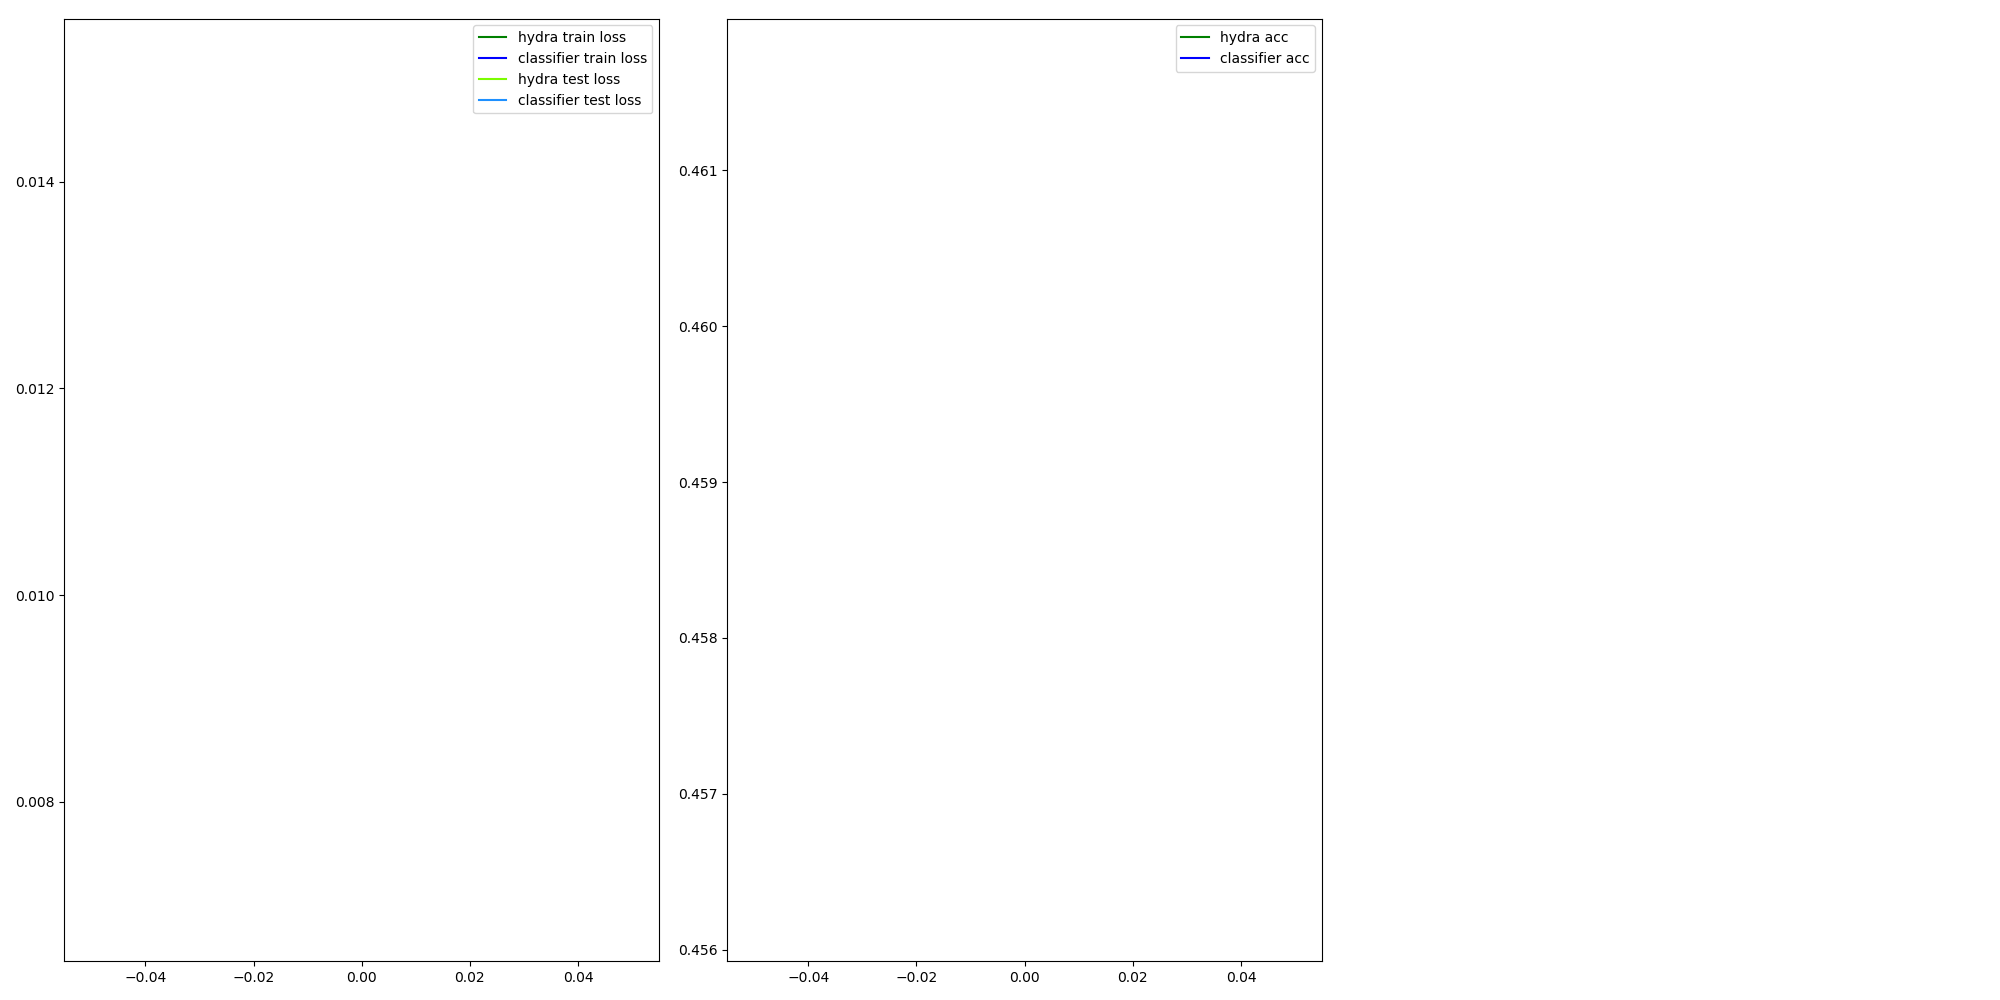 hydra train loss
classifier train loss
hydra test loss
classifier test loss
0.014
0.012
0.010
0.008
−0.04 −0.02 0.00 0.02 0.04
hydra acc
classifier acc
0.461
0.460
0.459
0.458
0.457
0.456
−0.04 −0.02 0.00 0.02 0.04